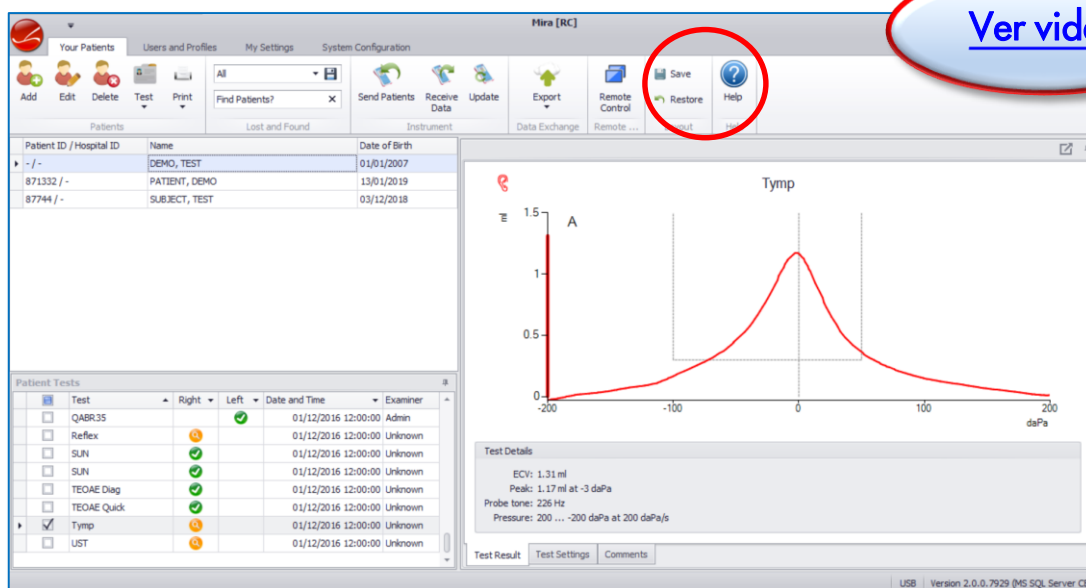 Mira [RC]
Ver vide
Your Patients Users and Profiles My Settings System Configuration
Add Edit Delete Test Print
All
Find Patients? X
Send Patients Receive Data Update
Export
Remote Control
Save
Restore
Help
Patients Lost and Found Instrument Data Exchange Remote ...
Patient ID / Hospital ID Name Date of Birth
- / - DEMO, TEST 01/01/2007
871332 / - PATIENT, DEMO 13/01/2019
87744 / - SUBJECT, TEST 03/12/2018
Tymp
ml
A
1.5
1
0.5
0
-200 -100 0 100 200
daPa
Patient Tests
Test Right Left Date and Time Examiner
QABR35 01/12/2016 12:00:00 Admin
Reflex 01/12/2016 12:00:00 Unknown
SUN 01/12/2016 12:00:00 Unknown
SUN 01/12/2016 12:00:00 Unknown
TEOAE Diag 01/12/2016 12:00:00 Unknown
TEOAE Quick 01/12/2016 12:00:00 Unknown
Tymp 01/12/2016 12:00:00 Unknown
UST 01/12/2016 12:00:00 Unknown
Test Details
ECV: 1.31 ml
Peak: 1.17 ml at -3 daPa
Probe tone: 226 Hz
Pressure: 200 ... -200 daPa at 200 daPa/s
Test Result Test Settings Comments
USB Version 2.0.0.7929 (MS SQL Server